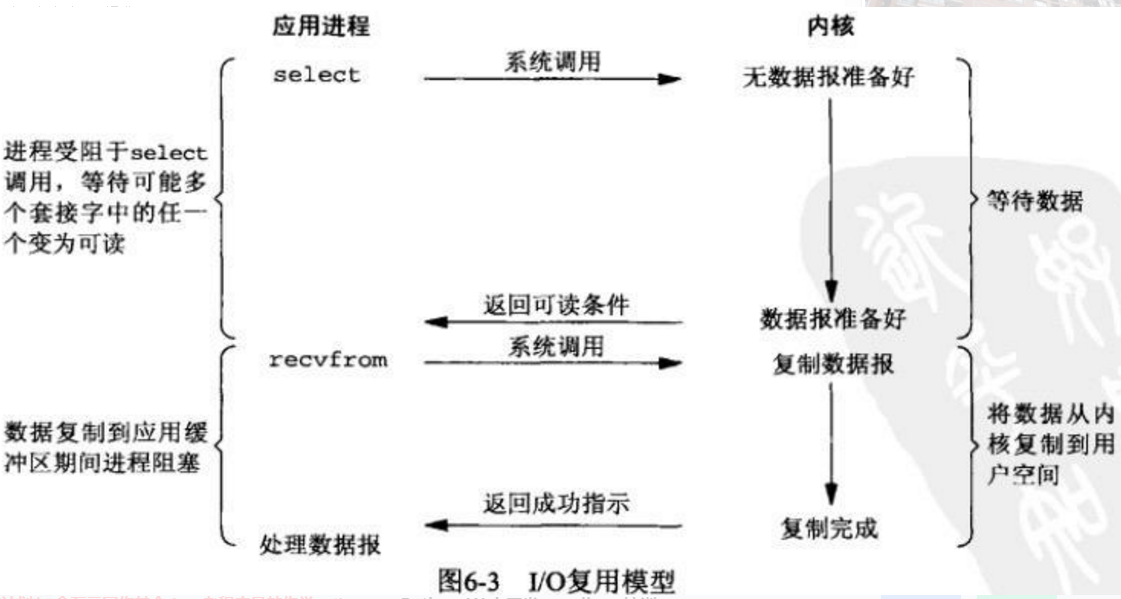 应用进程
内核
select
系统调用
无数据报准备好
进程受阻于select
调用，等待可能多
个套接字中的任一
个变为可读
等待数据
返回可读条件
数据报准备好
recvfrom
系统调用
复制数据报
数据复制到应用缓
冲区期间进程阻塞
将数据从内
核复制到用
户空间
返回成功指示
复制完成
处理数据报
图6-3 I/O复用模型